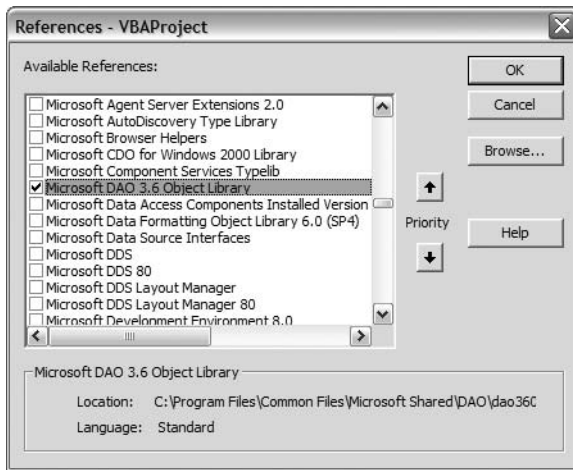 References - VBAProject
Available References:
Microsoft Agent Server Extensions 2.0
Microsoft AutoDiscovery Type Library
Microsoft Browser Helpers
Microsoft CDO for Windows 2000 Library
Microsoft Component Services Typelib
Microsoft DAO 3.6 Object Library
Microsoft Data Access Components Installed Version
Microsoft Data Formatting Object Library 6.0 (SP4)
Microsoft Data Source Interfaces
Microsoft DDS
Microsoft DDS 80
Microsoft DDS Layout Manager
Microsoft DDS Layout Manager 80
Microsoft Development Environment 8.0
OK
Cancel
Browse...
Priority
Help
Microsoft DAO 3.6 Object Library
Location: C:\Program Files\Common Files\Microsoft Shared\DAO\dao360
Language: Standard